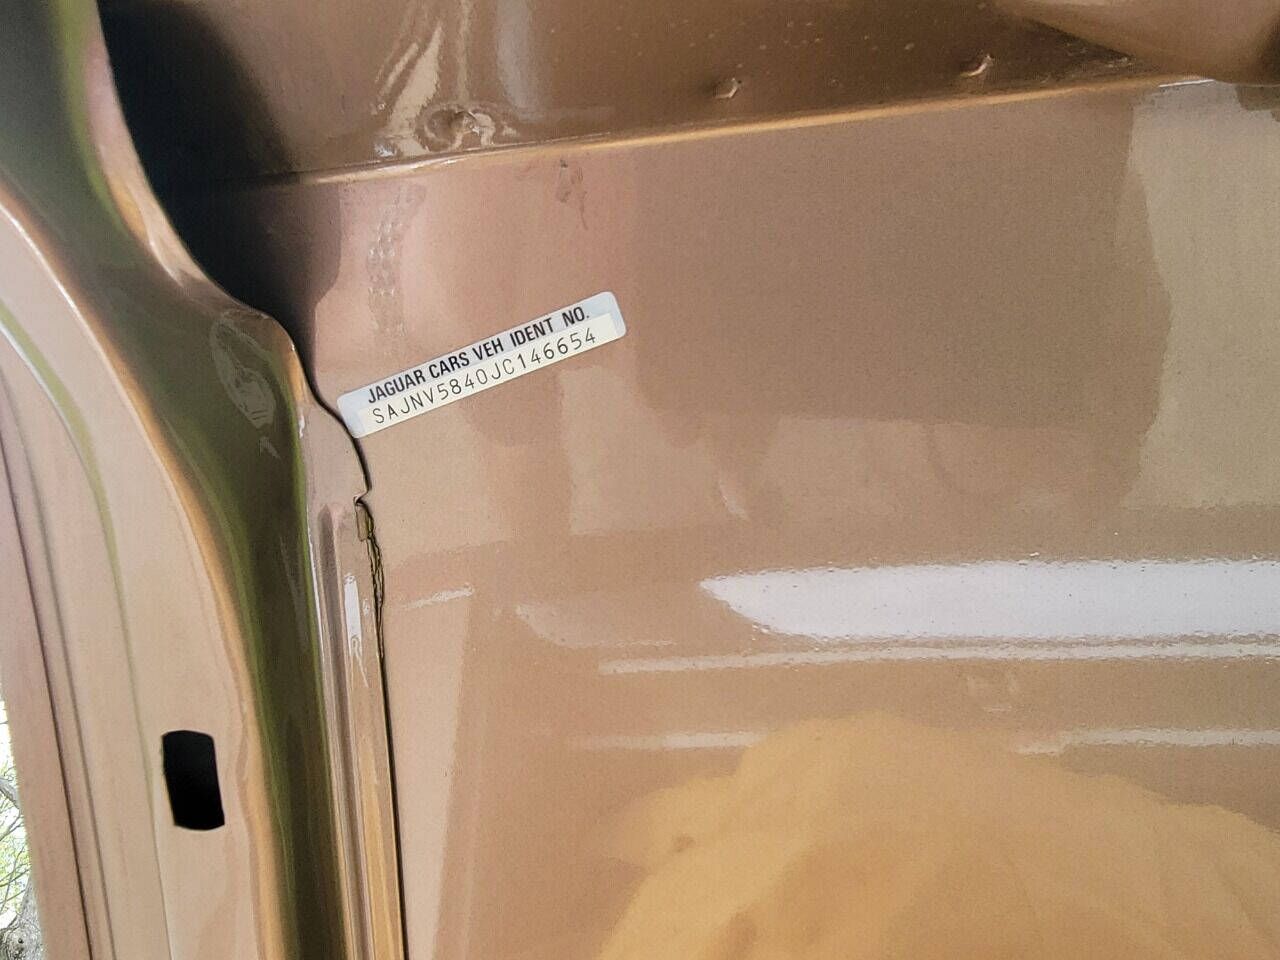 JAGUAR CARS VEH IDENT NO.
SAJNV5840JC146654